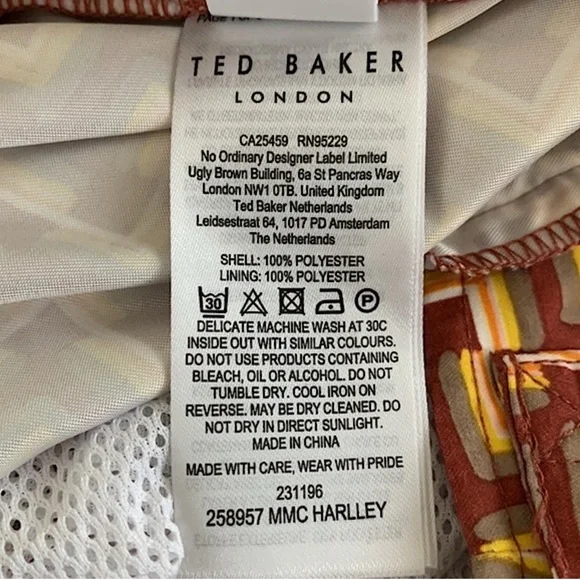 TED BAKER
LONDON
CA25459 RN95229
No Ordinary Designer Label Limited
Ugly Brown Building, 6a St Pancras Way
London NW1 0TB. United Kingdom
Ted Baker Netherlands
Leidsestraat 64, 1017 PD Amsterdam
The Netherlands
SHELL: 100% POLYESTER
LINING: 100% POLYESTER
30 P
DELICATE MACHINE WASH AT 30C
INSIDE OUT WITH SIMILAR COLOURS.
DO NOT USE PRODUCTS CONTAINING
BLEACH, OIL OR ALCOHOL. DO NOT
TUMBLE DRY. COOL IRON ON
REVERSE. MAY BE DRY CLEANED. DO
NOT DRY IN DIRECT SUNLIGHT.
MADE IN CHINA
MADE WITH CARE, WEAR WITH PRIDE
231196
258957 MMC HARLLEY